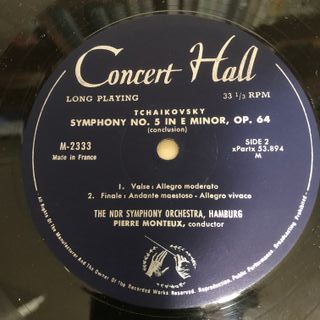 Concert Hall
LONG PLAYING 33 1/3 RPM
TCHAIKOVSKY
SYMPHONY NO. 5 IN E MINOR, OP. 64
(conclusion)
M-2333
Made in France
SIDE 2
xPartx 53.894
M
1. Valse: Allegro moderato
2. Finale: Andante maestoso - Allegro vivace
THE NDR SYMPHONY ORCHESTRA, HAMBURG
PIERRE MONTEUX, conductor
All Rights Of The Manufacturer And Of The Owner Of The Recorded Works Reserved. Reproduction, Public Performance Or Broadcasting Prohibited.